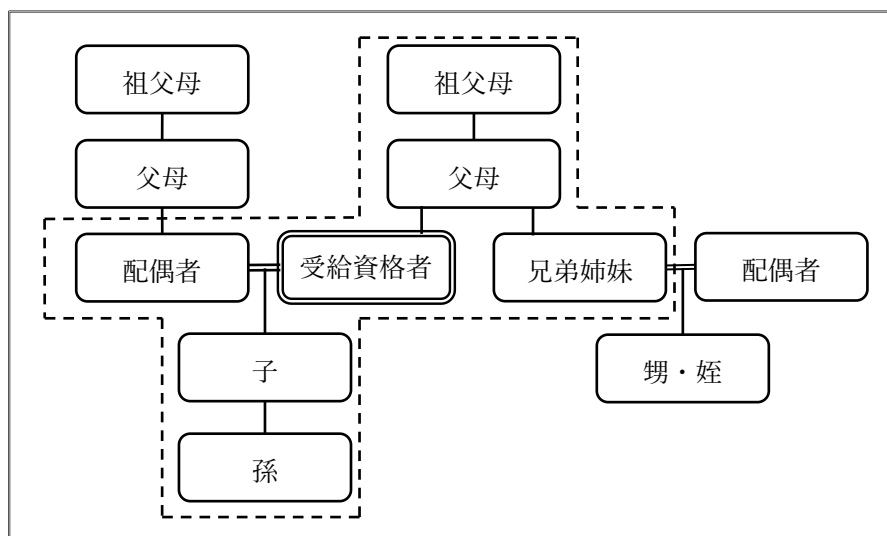 祖父母
祖父母
父母
父母
配偶者
受給資格者
兄弟姉妹
配偶者
子
甥・姪
孫